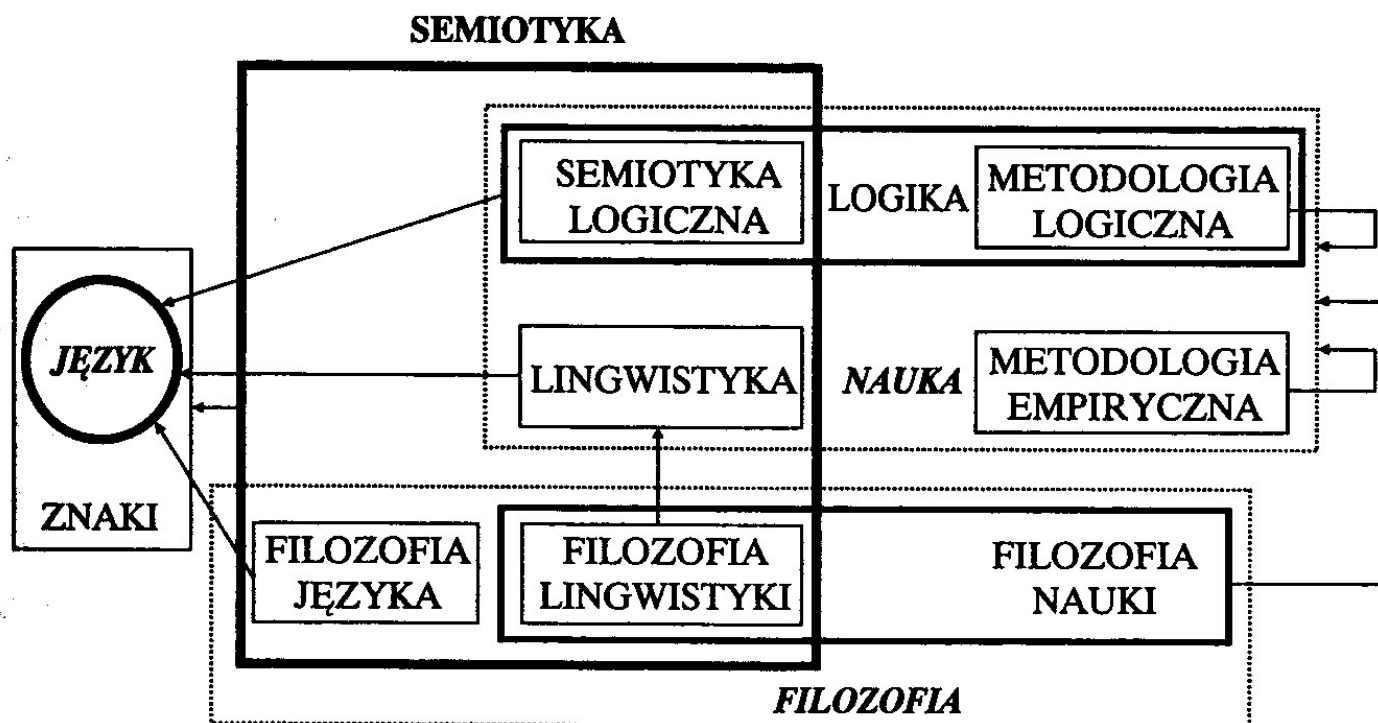 SEMIOTYKA
SEMIOTYKA
LOGICZNA
LOGIKA
METODOLOGIA
LOGICZNA
JĘZYK
ZNAKI
LINGWISTYKA
NAUKA
METODOLOGIA
EMPIRYCZNA
FILOZOFIA
JĘZYKA
FILOZOFIA
LINGWISTYKI
FILOZOFIA
NAUKI
FILOZOFIA